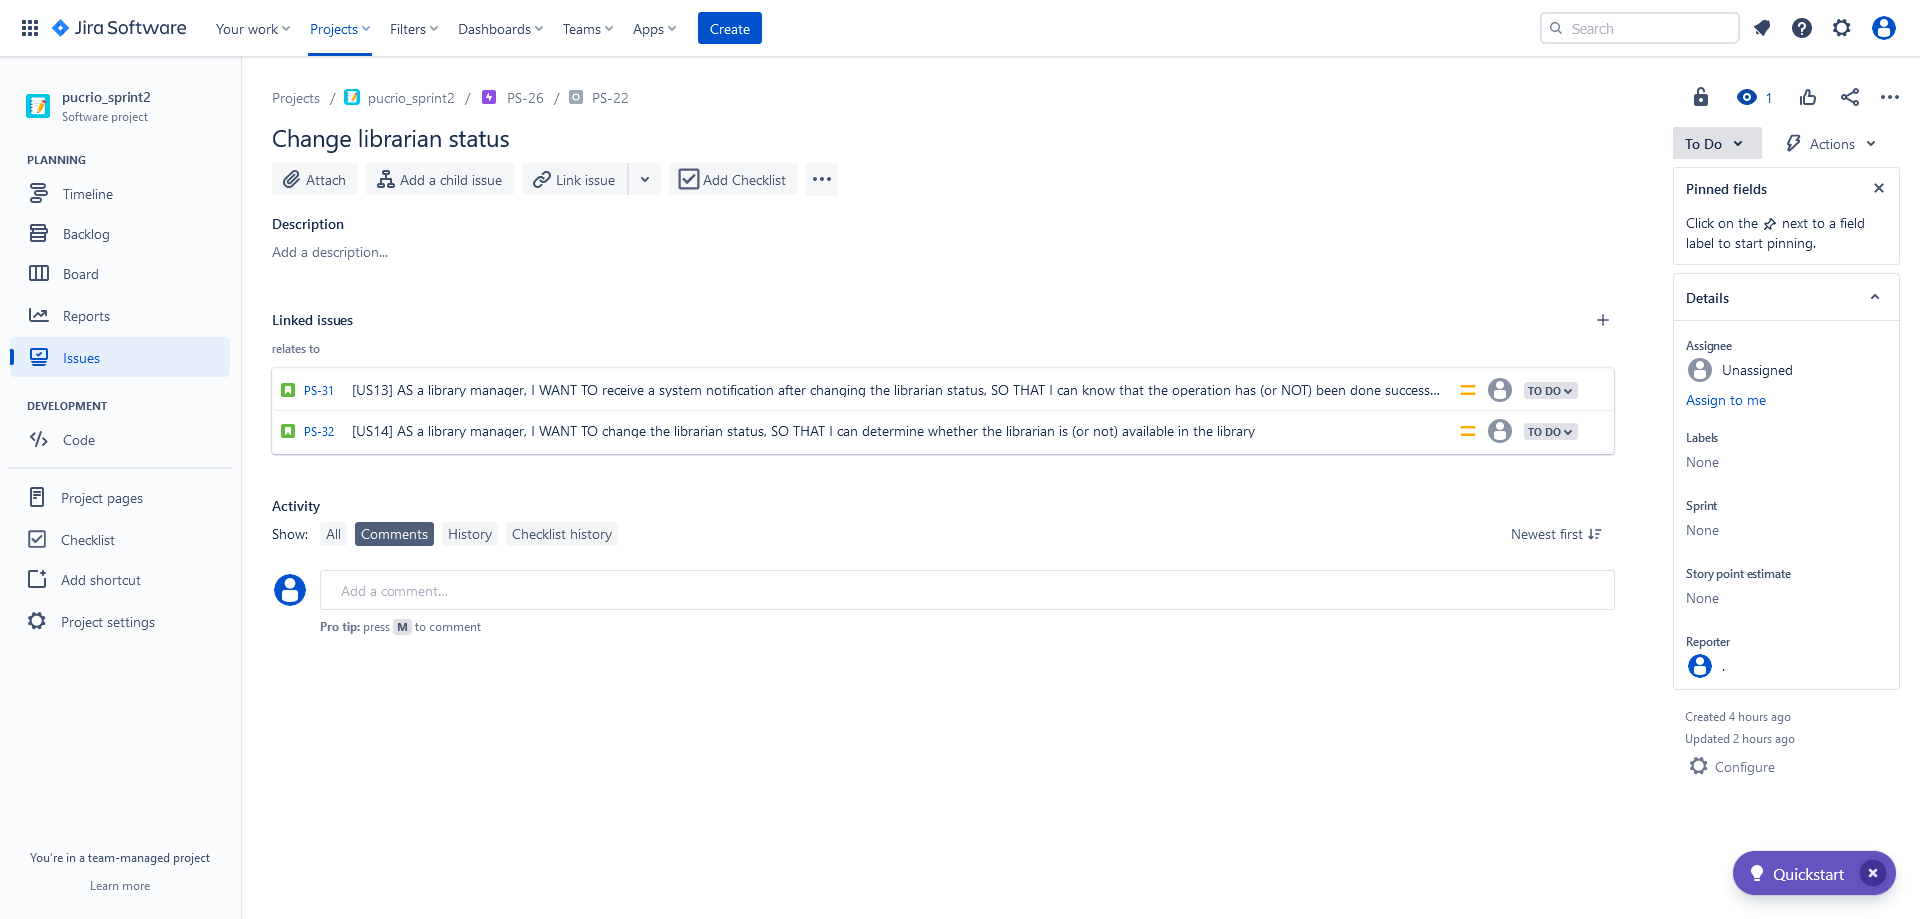 Jira Software
Your work
Projects
Filters
Dashboards
Teams
Apps
Create
Search
pucrio_sprint2
Software project
PLANNING
Timeline
Backlog
Board
Reports
Issues
DEVELOPMENT
Code
Project pages
Checklist
Add shortcut
Project settings
You're in a team-managed project
Learn more
Projects / pucrio_sprint2 / PS-26 / PS-22
Change librarian status
Attach
Add a child issue
Link issue
Add Checklist
Description
Add a description...
Linked issues
relates to
PS-31 [US13] AS a library manager, I WANT TO receive a system notification after changing the librarian status, SO THAT I can know that the operation has (or NOT) been done success... TO DO
PS-32 [US14] AS a library manager, I WANT TO change the librarian status, SO THAT I can determine whether the librarian is (or not) available in the library TO DO
Activity
Show: All Comments History Checklist history Newest first
Add a comment...
Pro tip: press M to comment
1
To Do
Actions
Pinned fields
Click on the next to a field
label to start pinning.
Details
Assignee
Unassigned
Assign to me
Labels
None
Sprint
None
Story point estimate
None
Reporter
.
Created 4 hours ago
Updated 2 hours ago
Configure
Quickstart